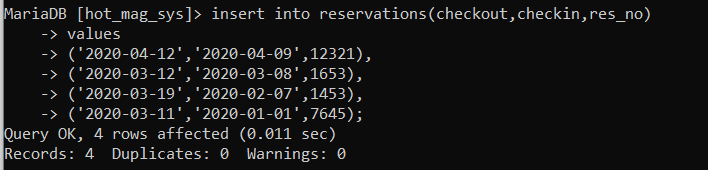 MariaDB [hot_mag_sys]> insert into reservations(checkout,checkin,res_no)
-> values
-> ('2020-04-12','2020-04-09',12321),
-> ('2020-03-12','2020-03-08',1653),
-> ('2020-03-19','2020-02-07',1453),
-> ('2020-03-11','2020-01-01',7645);
Query OK, 4 rows affected (0.011 sec)
Records: 4  Duplicates: 0  Warnings: 0